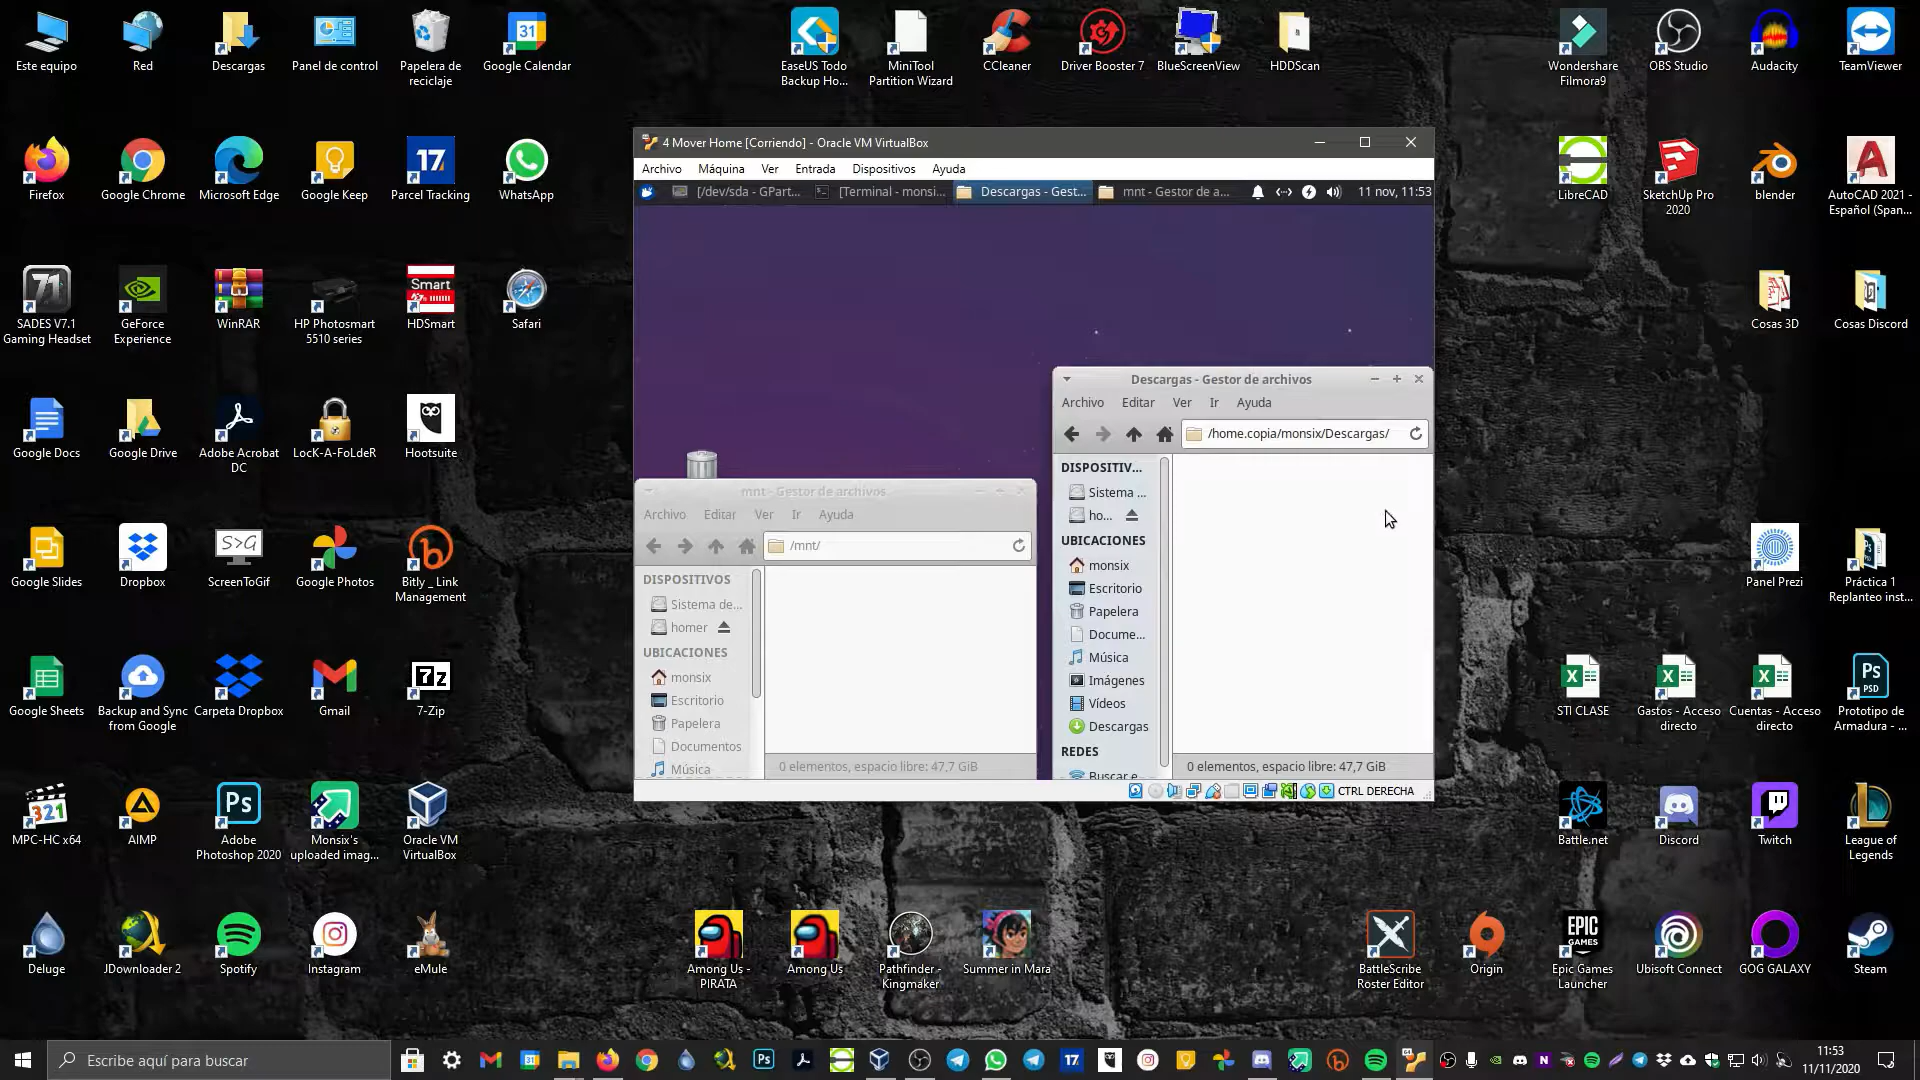 Este equipo
Red
Descargas
Panel de control
Papelera de
reciclaje
Google Calendar
31
EaseUS Todo
Backup Ho...
MiniTool
Partition Wizard
CCleaner
Driver Booster 7
BlueScreenView
HDDScan
Wondershare
Filmora9
OBS Studio
Audacity
TeamViewer
Firefox
Google Chrome
Microsoft Edge
Google Keep
17
Parcel Tracking
WhatsApp
LibreCAD
SketchUp Pro
2020
blender
AutoCAD 2021 -
Español (Span...
SADES V7.1
Gaming Headset
GeForce
Experience
WinRAR
HP Photosmart
5510 series
Smart
HDSmart
Safari
Cosas 3D
Cosas Discord
Google Docs
Google Drive
Adobe Acrobat
DC
LocK-A-FoLdeR
Hootsuite
Google Slides
Dropbox
S>G
ScreenToGif
Google Photos
Bitly _ Link
Management
Panel Prezi
Práctica 1
Replanteo inst...
Google Sheets
Backup and Sync
from Google
Carpeta Dropbox
Gmail
7z
7-Zip
STI CLASE
Gastos - Acceso
directo
Cuentas - Acceso
directo
Ps
PSD
Prototipo de
Armadura - ...
321
MPC-HC x64
AIMP
Ps
Adobe
Photoshop 2020
Monsix's
uploaded imag...
Oracle VM
VirtualBox
Battle.net
Discord
Twitch
League of
Legends
Deluge
JDownloader 2
Spotify
Instagram
eMule
Among Us -
PIRATA
Among Us
Pathfinder -
Kingmaker
Summer in Mara
BattleScribe
Roster Editor
Origin
EPIC
GAMES
Epic Games
Launcher
Ubisoft Connect
GOG GALAXY
Steam
4 Mover Home [Corriendo] - Oracle VM VirtualBox
Archivo Máquina Ver Entrada Dispositivos Ayuda
[/dev/sda - GPart... [Terminal - monsi... Descargas - Gest... mnt - Gestor de a... 11 nov, 11:53
Descargas - Gestor de archivos
Archivo Editar Ver Ir Ayuda
/home.copia/monsix/Descargas/
DISPOSITIV...
Sistema ...
ho...
UBICACIONES
monsix
Escritorio
Papelera
Docume...
Música
Imágenes
Vídeos
Descargas
REDES
Buscar e
0 elementos, espacio libre: 47,7 GiB
mnt - Gestor de archivos
Archivo Editar Ver Ir Ayuda
/mnt/
DISPOSITIVOS
Sistema de...
homer
UBICACIONES
monsix
Escritorio
Papelera
Documentos
Música
0 elementos, espacio libre: 47,7 GiB
CTRL DERECHA
Escribe aquí para buscar
11:53
11/11/2020